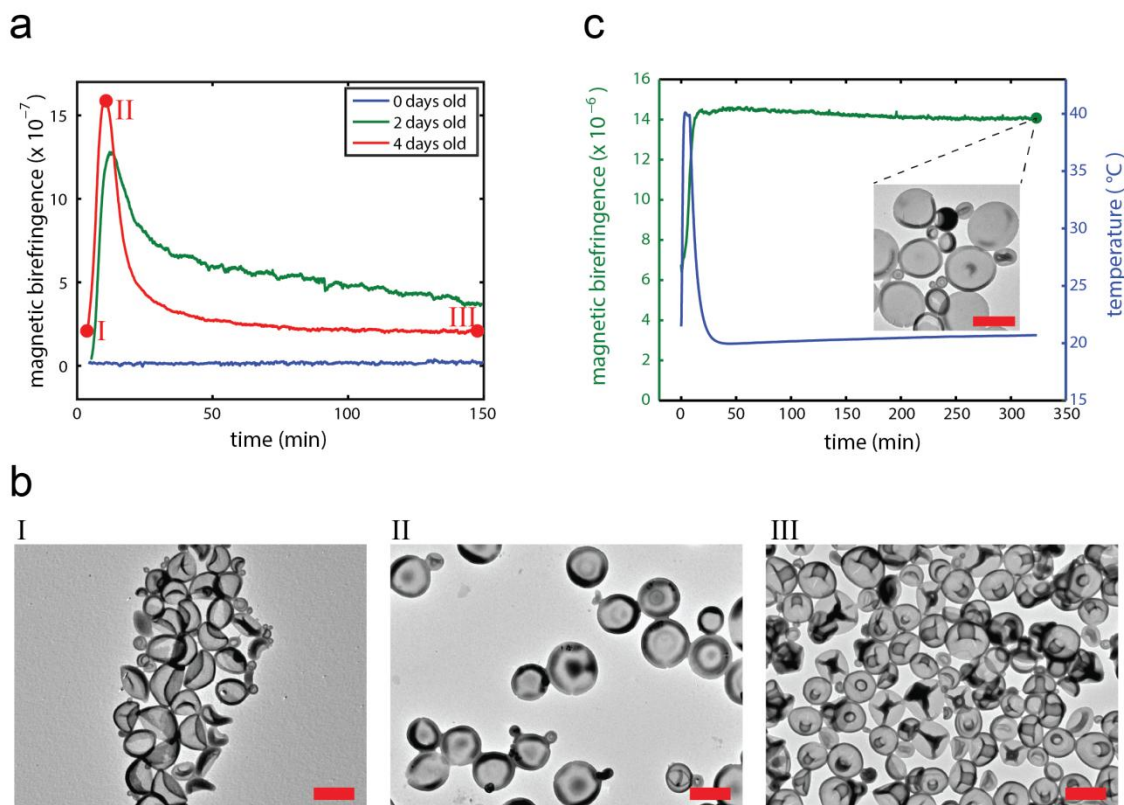 a
magnetic birefringence (x 10⁻⁷)
15
10
5
0
0 50 100 150
time (min)
0 days old
2 days old
4 days old
II
I
III
c
magnetic birefringence (x 10⁻⁶)
16
14
12
10
8
6
4
2
0
0 50 100 150 200 250 300 350
time (min)
40
35
30
25
20
15
temperature ( °C)
b
I
II
III